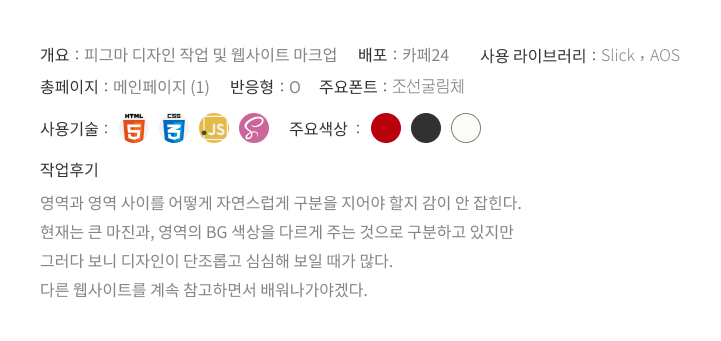 개요 : 피그마 디자인 작업 및 웹사이트 마크업 배포 : 카페24 사용 라이브러리 : Slick , AOS
총페이지 : 메인페이지 (1) 반응형 : O 주요폰트 : 조선굴림체
사용기술 : HTML 5 CSS 3 JS 주요색상 :
작업후기
영역과 영역 사이를 어떻게 자연스럽게 구분을 지어야 할지 감이 안 잡힌다.
현재는 큰 마진과, 영역의 BG 색상을 다르게 주는 것으로 구분하고 있지만
그러다 보니 디자인이 단조롭고 심심해 보일 때가 많다.
다른 웹사이트를 계속 참고하면서 배워나가야겠다.